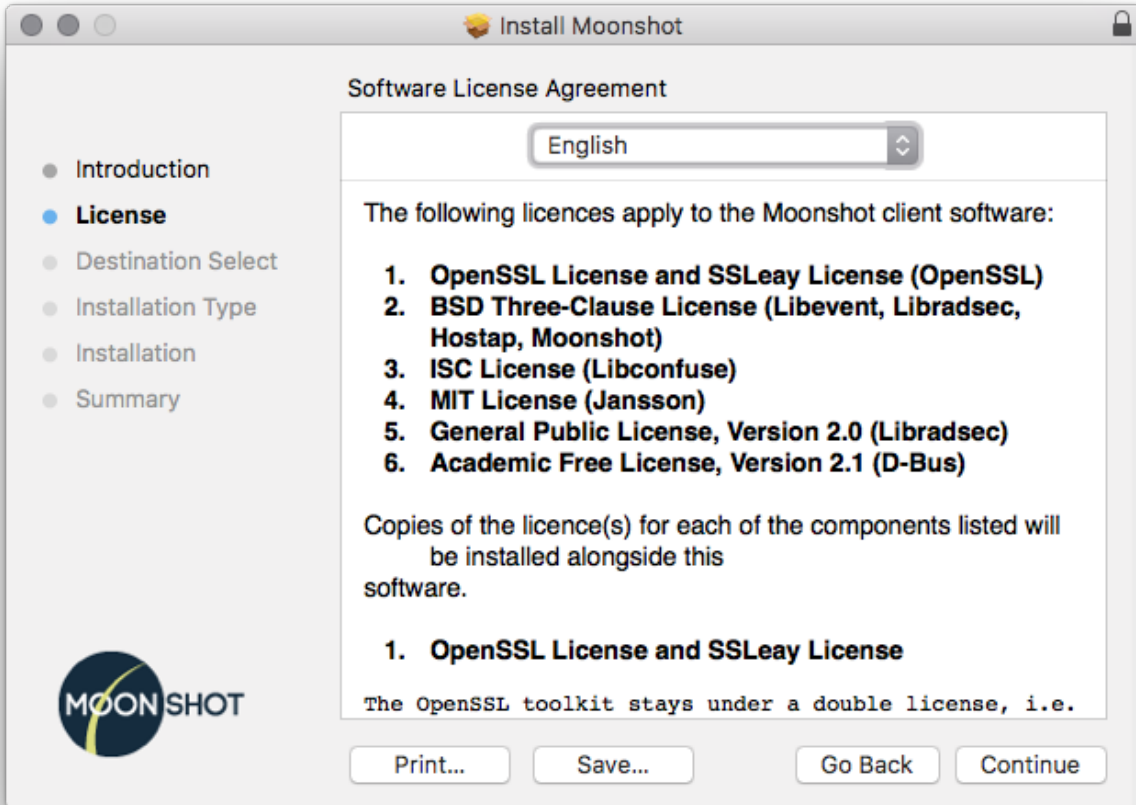 Install Moonshot
Software License Agreement
Introduction
License
Destination Select
Installation Type
Installation
Summary
English
The following licences apply to the Moonshot client software:
1. OpenSSL License and SSLeay License (OpenSSL)
2. BSD Three-Clause License (Libevent, Libradsec,
Hostap, Moonshot)
3. ISC License (Libconfuse)
4. MIT License (Jansson)
5. General Public License, Version 2.0 (Libradsec)
6. Academic Free License, Version 2.1 (D-Bus)
Copies of the licence(s) for each of the components listed will
be installed alongside this
software.
1. OpenSSL License and SSLeay License
The OpenSSL toolkit stays under a double license, i.e.
MOONSHOT
Print...
Save...
Go Back
Continue